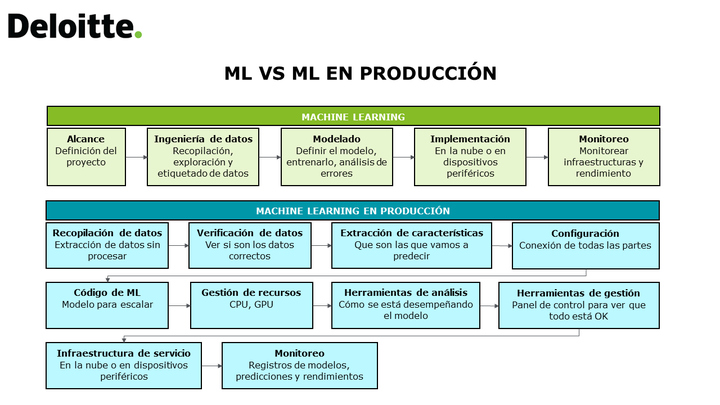 Deloitte.
ML VS ML EN PRODUCCIÓN
MACHINE LEARNING
Alcance
Definición del
proyecto
Ingeniería de datos
Recopilación,
exploración y
etiquetado de datos
Modelado
Definir el modelo,
entrenarlo, análisis de
errores
Implementación
En la nube o en
dispositivos
periféricos
Monitoreo
Monitorear
infraestructuras y
rendimiento
MACHINE LEARNING EN PRODUCCIÓN
Recopilación de datos
Extracción de datos sin
procesar
Verificación de datos
Ver si son los datos
correctos
Extracción de características
Que son las que vamos a
predecir
Configuración
Conexión de todas las partes
Código de ML
Modelo para escalar
Gestión de recursos
CPU, GPU
Herramientas de análisis
Cómo se está desempeñando
el modelo
Herramientas de gestión
Panel de control para ver que
todo está OK
Infraestructura de servicio
En la nube o en dispositivos
periféricos
Monitoreo
Registros de modelos,
predicciones y rendimientos